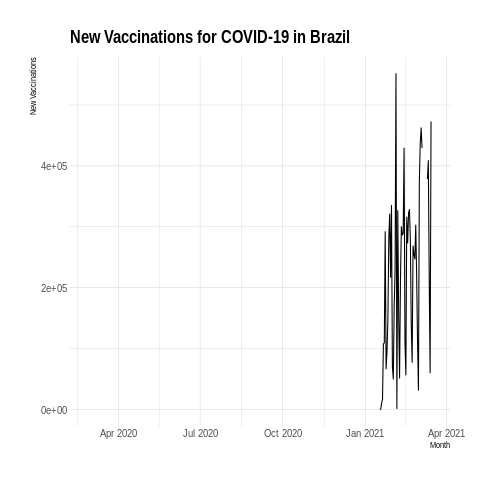 New Vaccinations for COVID-19 in Brazil
New Vaccinations
4e+05
2e+05
0e+00
Apr 2020 Jul 2020 Oct 2020 Jan 2021 Apr 2021
Month